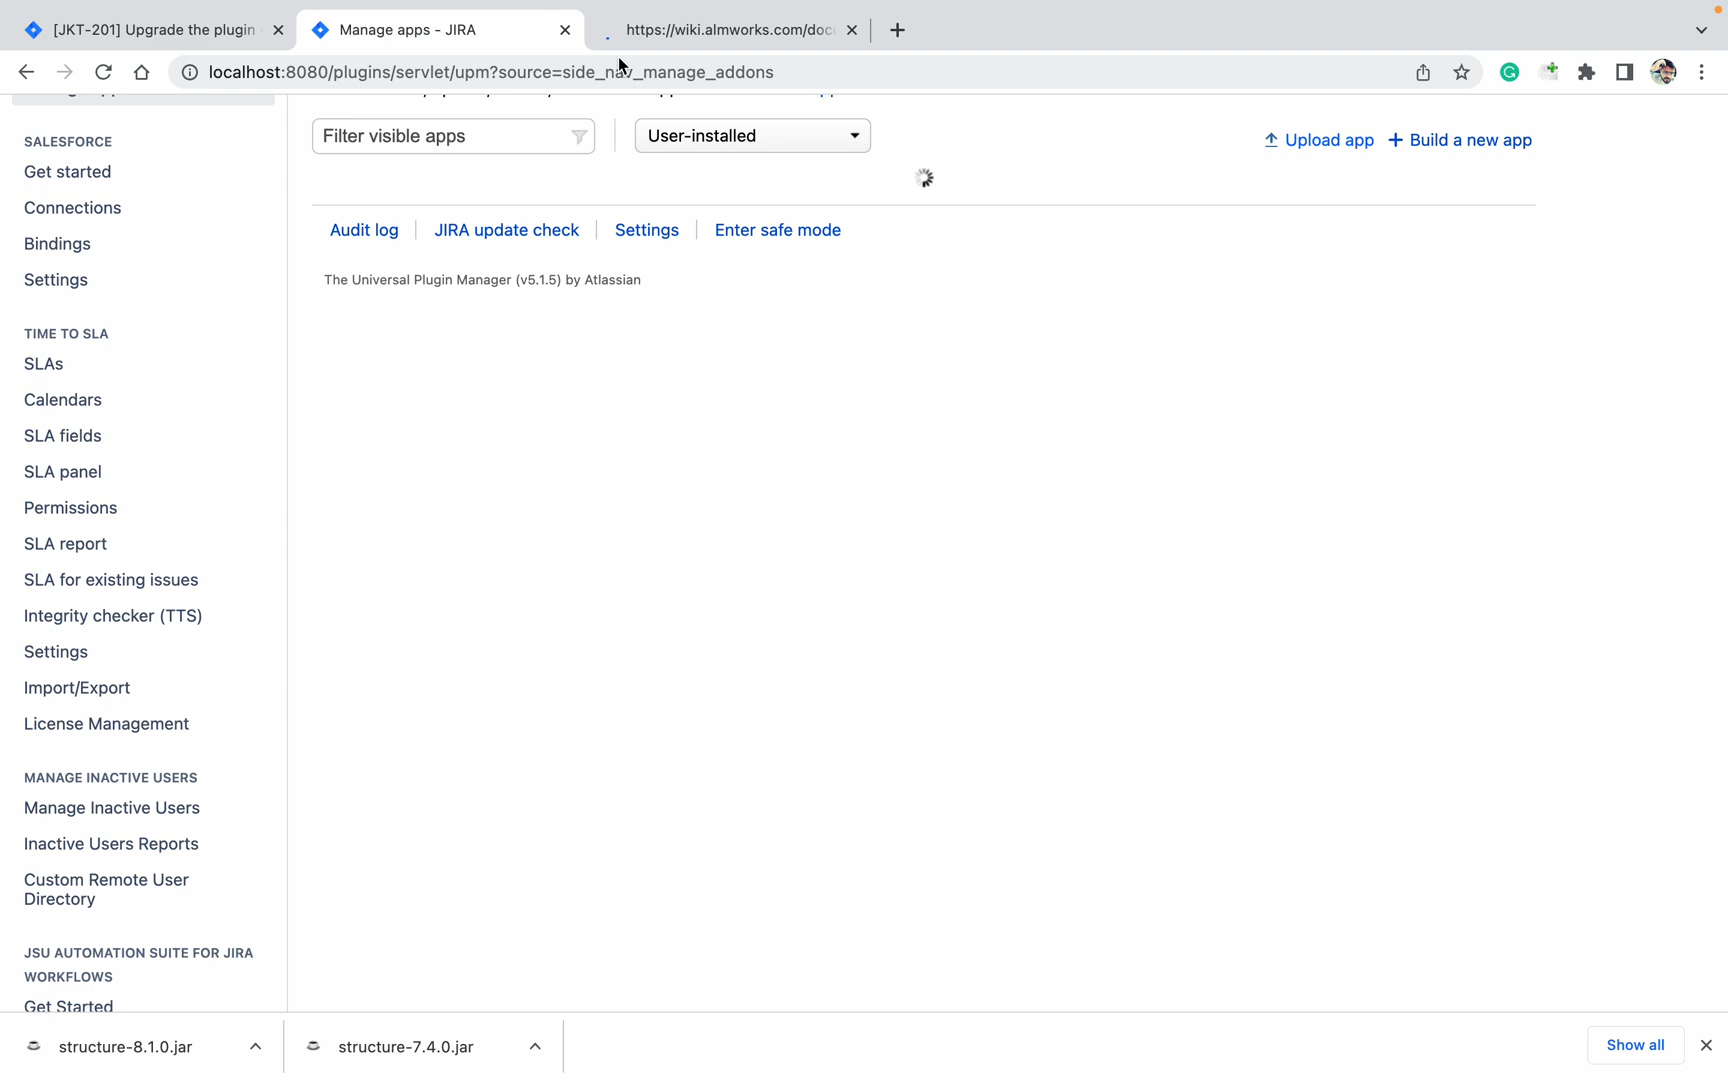 [JKT-201] Upgrade the plugin
Manage apps - JIRA
https://wiki.almworks.com/doc
localhost:8080/plugins/servlet/upm?source=side_nav_manage_addons
SALESFORCE
Get started
Connections
Bindings
Settings
TIME TO SLA
SLAs
Calendars
SLA fields
SLA panel
Permissions
SLA report
SLA for existing issues
Integrity checker (TTS)
Settings
Import/Export
License Management
MANAGE INACTIVE USERS
Manage Inactive Users
Inactive Users Reports
Custom Remote User
Directory
JSU AUTOMATION SUITE FOR JIRA
WORKFLOWS
Get Started
Filter visible apps
User-installed
Upload app
Build a new app
Audit log
JIRA update check
Settings
Enter safe mode
The Universal Plugin Manager (v5.1.5) by Atlassian
structure-8.1.0.jar
structure-7.4.0.jar
Show all